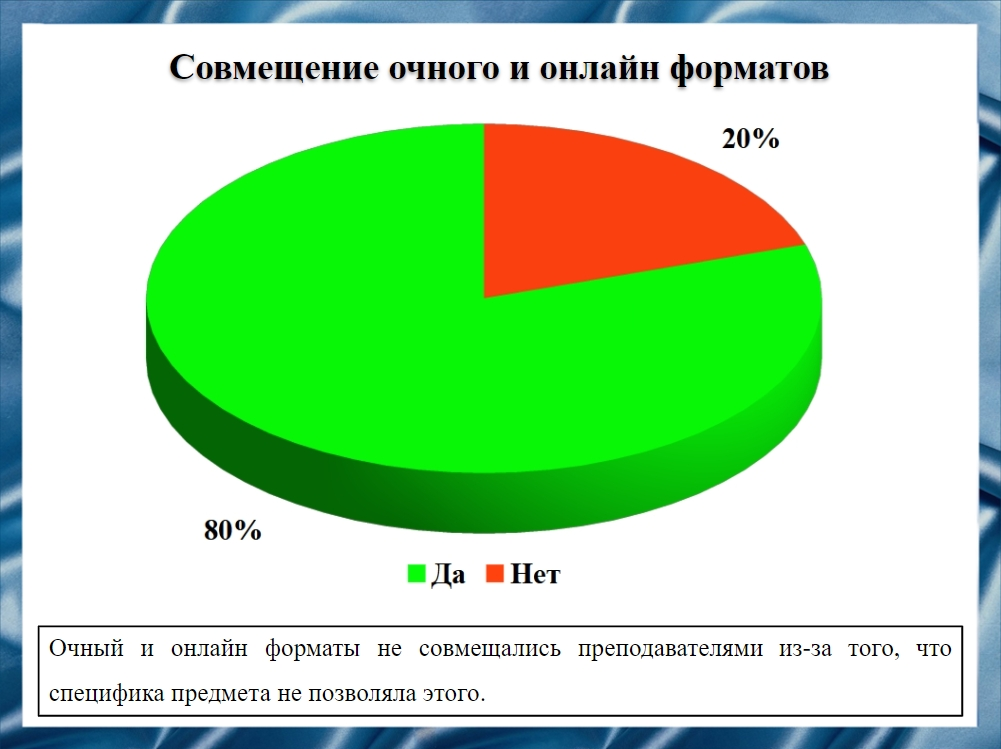 Совмещение очного и онлайн форматов
20%
80%
Да Нет
Очный и онлайн форматы не совмещались преподавателями из-за того, что
специфика предмета не позволяла этого.